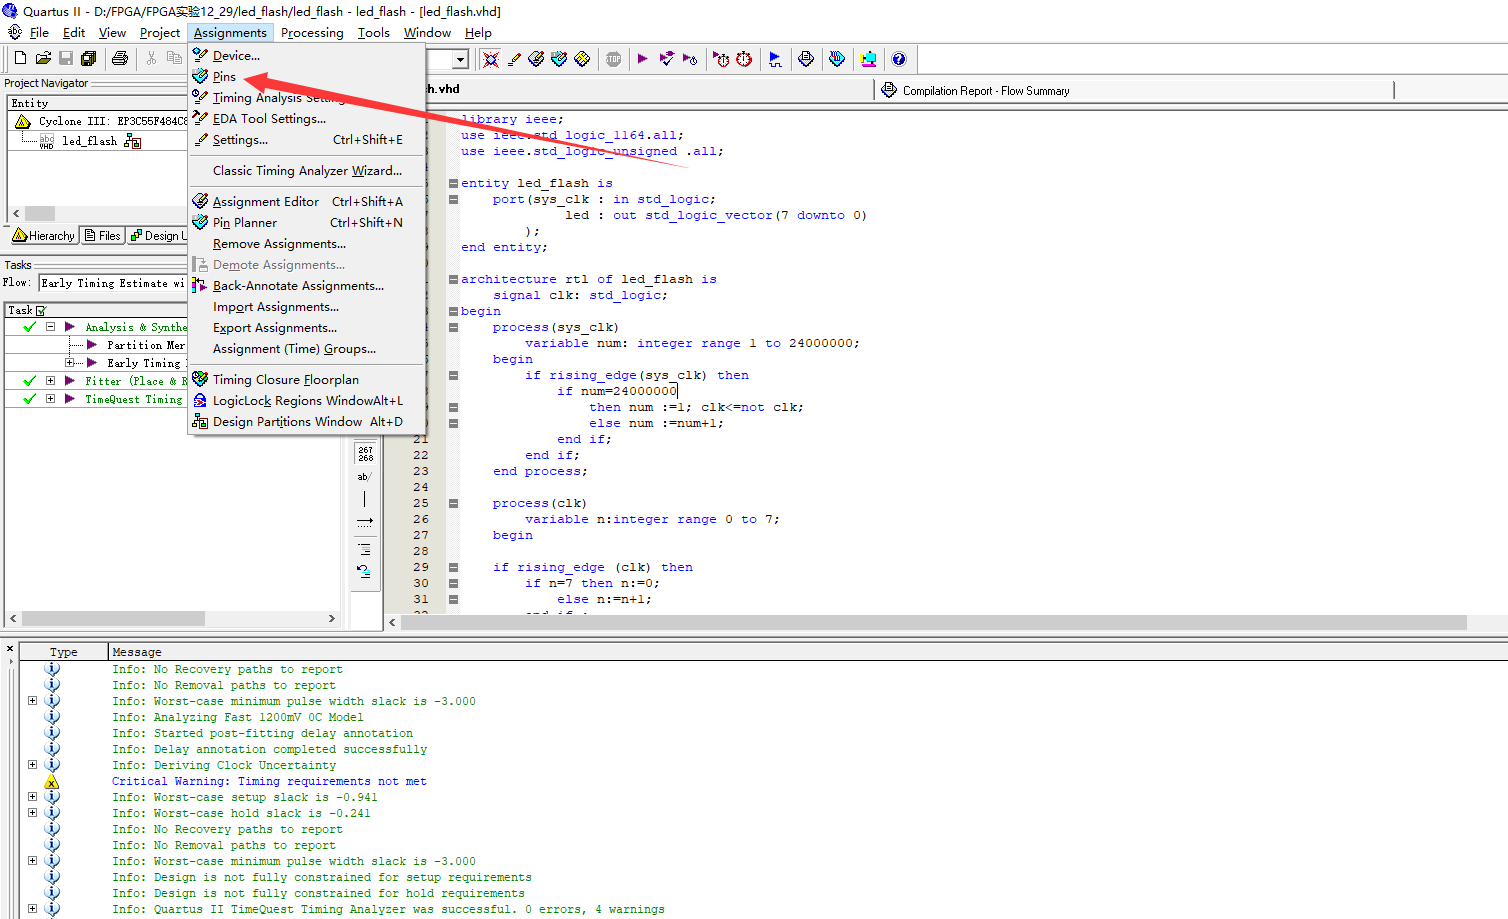 Quartus II - D:/FPGA/FPGA实验12_29/led_flash/led_flash - led_flash - [led_flash.vhd]
File Edit View Project Assignments Processing Tools Window Help
Project Navigator
Entity
Cyclone III: EP3C55F484C8
led_flash
Hierarchy Files Design U
Tasks
Flow: Early Timing Estimate wi
Task
Analysis & Synthe
Partition Mer
Early Timing
Fitter (Place & R
TimeQuest Timing
Device...
Pins
Timing Analysis Setting
EDA Tool Settings...
Settings... Ctrl+Shift+E
Classic Timing Analyzer Wizard...
Assignment Editor Ctrl+Shift+A
Pin Planner Ctrl+Shift+N
Remove Assignments...
Demote Assignments...
Back-Annotate Assignments...
Import Assignments...
Export Assignments...
Assignment (Time) Groups...
Timing Closure Floorplan
LogicLock Regions Window Alt+L
Design Partitions Window Alt+D
STOP
267
268
ab/
h.vhd
Compilation Report - Flow Summary
library ieee;
use ieee.std_logic_1164.all;
use ieee.std_logic_unsigned .all;
entity led_flash is
port(sys_clk : in std_logic;
led : out std_logic_vector(7 downto 0)
);
end entity;
architecture rtl of led_flash is
signal clk: std_logic;
begin
process(sys_clk)
variable num: integer range 1 to 24000000;
begin
if rising_edge(sys_clk) then
if num=24000000
then num :=1; clk<=not clk;
else num :=num+1;
21 end if;
22 end if;
23 end process;
24
25 process(clk)
26 variable n:integer range 0 to 7;
27 begin
28
29 if rising_edge (clk) then
30 if n=7 then n:=0;
31 else n:=n+1;
Type Message
Info: No Recovery paths to report
Info: No Removal paths to report
Info: Worst-case minimum pulse width slack is -3.000
Info: Analyzing Fast 1200mV 0C Model
Info: Started post-fitting delay annotation
Info: Delay annotation completed successfully
Info: Deriving Clock Uncertainty
Critical Warning: Timing requirements not met
Info: Worst-case setup slack is -0.941
Info: Worst-case hold slack is -0.241
Info: No Recovery paths to report
Info: No Removal paths to report
Info: Worst-case minimum pulse width slack is -3.000
Info: Design is not fully constrained for setup requirements
Info: Design is not fully constrained for hold requirements
Info: Quartus II TimeQuest Timing Analyzer was successful. 0 errors, 4 warnings